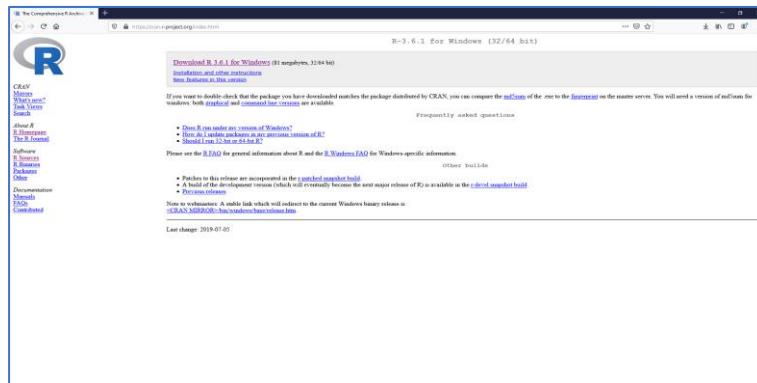 The Comprehensive R Archive
https://cran.r-project.org/index.html
R-3.6.1 for Windows (32/64 bit)
Download R 3.6.1 for Windows (81 megabytes, 32/64 bit)
Installation and other instructions
New features in this version
If you want to double-check that the package you have downloaded matches the package distributed by CRAN, you can compare the md5sum of the .exe to the fingerprint on the master server. You will need a version of md5sum for
windows: both graphical and command line versions are available.
Frequently asked questions
Does R run under my version of Windows?
How do I update packages in my previous version of R?
Should I run 32-bit or 64-bit R?
Please see the R FAQ for general information about R and the R Windows FAQ for Windows-specific information.
Other builds
Patches to this release are incorporated in the r-patched snapshot build.
A build of the development version (which will eventually become the next major release of R) is available in the r-devel snapshot build.
Previous releases
Note to webmasters: A stable link which will redirect to the current Windows binary release is
<CRAN MIRROR>/bin/windows/base/release.htm.
Last change: 2019-07-05
R
CRAN
Mirrors
What's new?
Task Views
Search
About R
R Homepage
The R Journal
Software
R Sources
R Binaries
Packages
Other
Documentation
Manuals
FAQs
Contributed